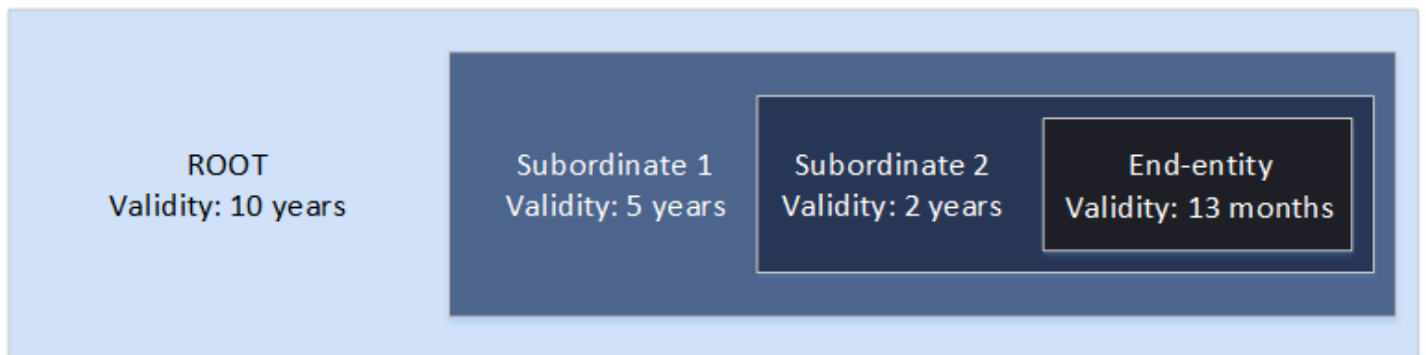 ROOT
Validity: 10 years
Subordinate 1
Validity: 5 years
Subordinate 2
Validity: 2 years
End-entity
Validity: 13 months